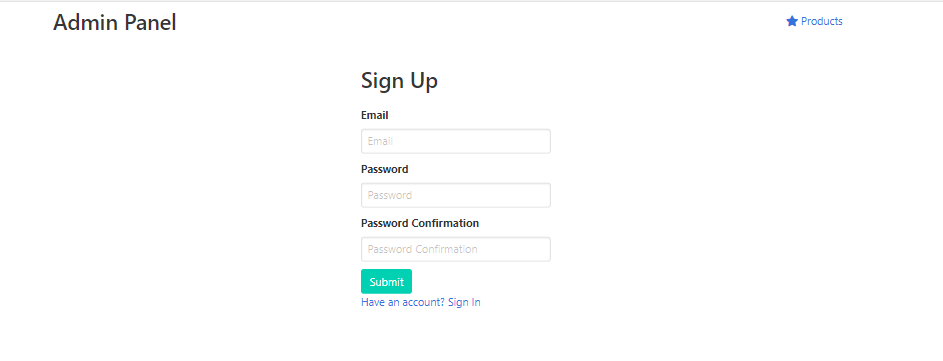 Admin Panel
Products
Sign Up
Email
Email
Password
Password
Password Confirmation
Password Confirmation
Submit
Have an account? Sign In